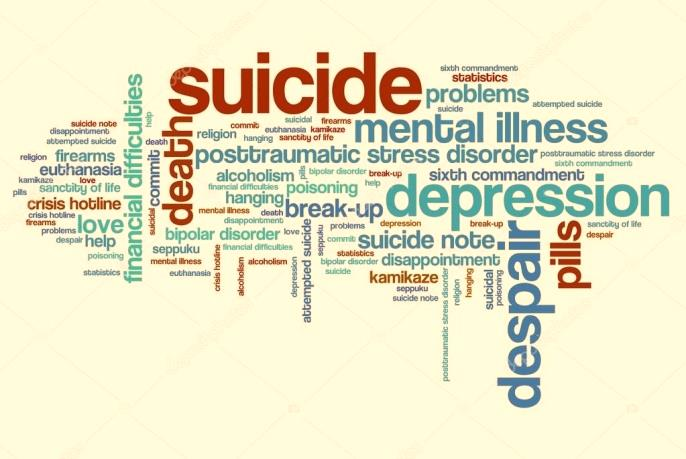 suicide
sixth commandment
statistics
problems
suicide
attempted suicide
suicidal
firearms
commit
euthanasia
kamikaze
religion
hanging
sanctity of life
mental illness
posttraumatic stress disorder
posttraumatic stress disorder
sixth commandment
financial difficulties
help
death
death
suicide note
disappointment
attempted suicide
religion
firearms
euthanasia
kamikaze
love
pills
sanctity of life
commit
crisis hotline
crisis hotline
firearms
love
suicidal
problems
despair
help
poisoning
statistics
alcoholism
pills
bipolar disorder
break-up
sixth commandment
financial difficulties
poisoning
help
hanging
depression
mental illness
death
break-up
disappointment
problems
depression
break-up
sanctity of life
despair
bipolar disorder
love
attempted suicide
seppuku
commit
suicide note
seppuku
financial difficulties
statistics
disappointment
mental illness
crisis hotline
alcoholism
alcoholism
depression
bipolar disorder
euthanasia
suicide
kamikaze
seppuku
suicide note
posttraumatic stress disorder
religion
hanging
suicidal
poisoning
despair
pills